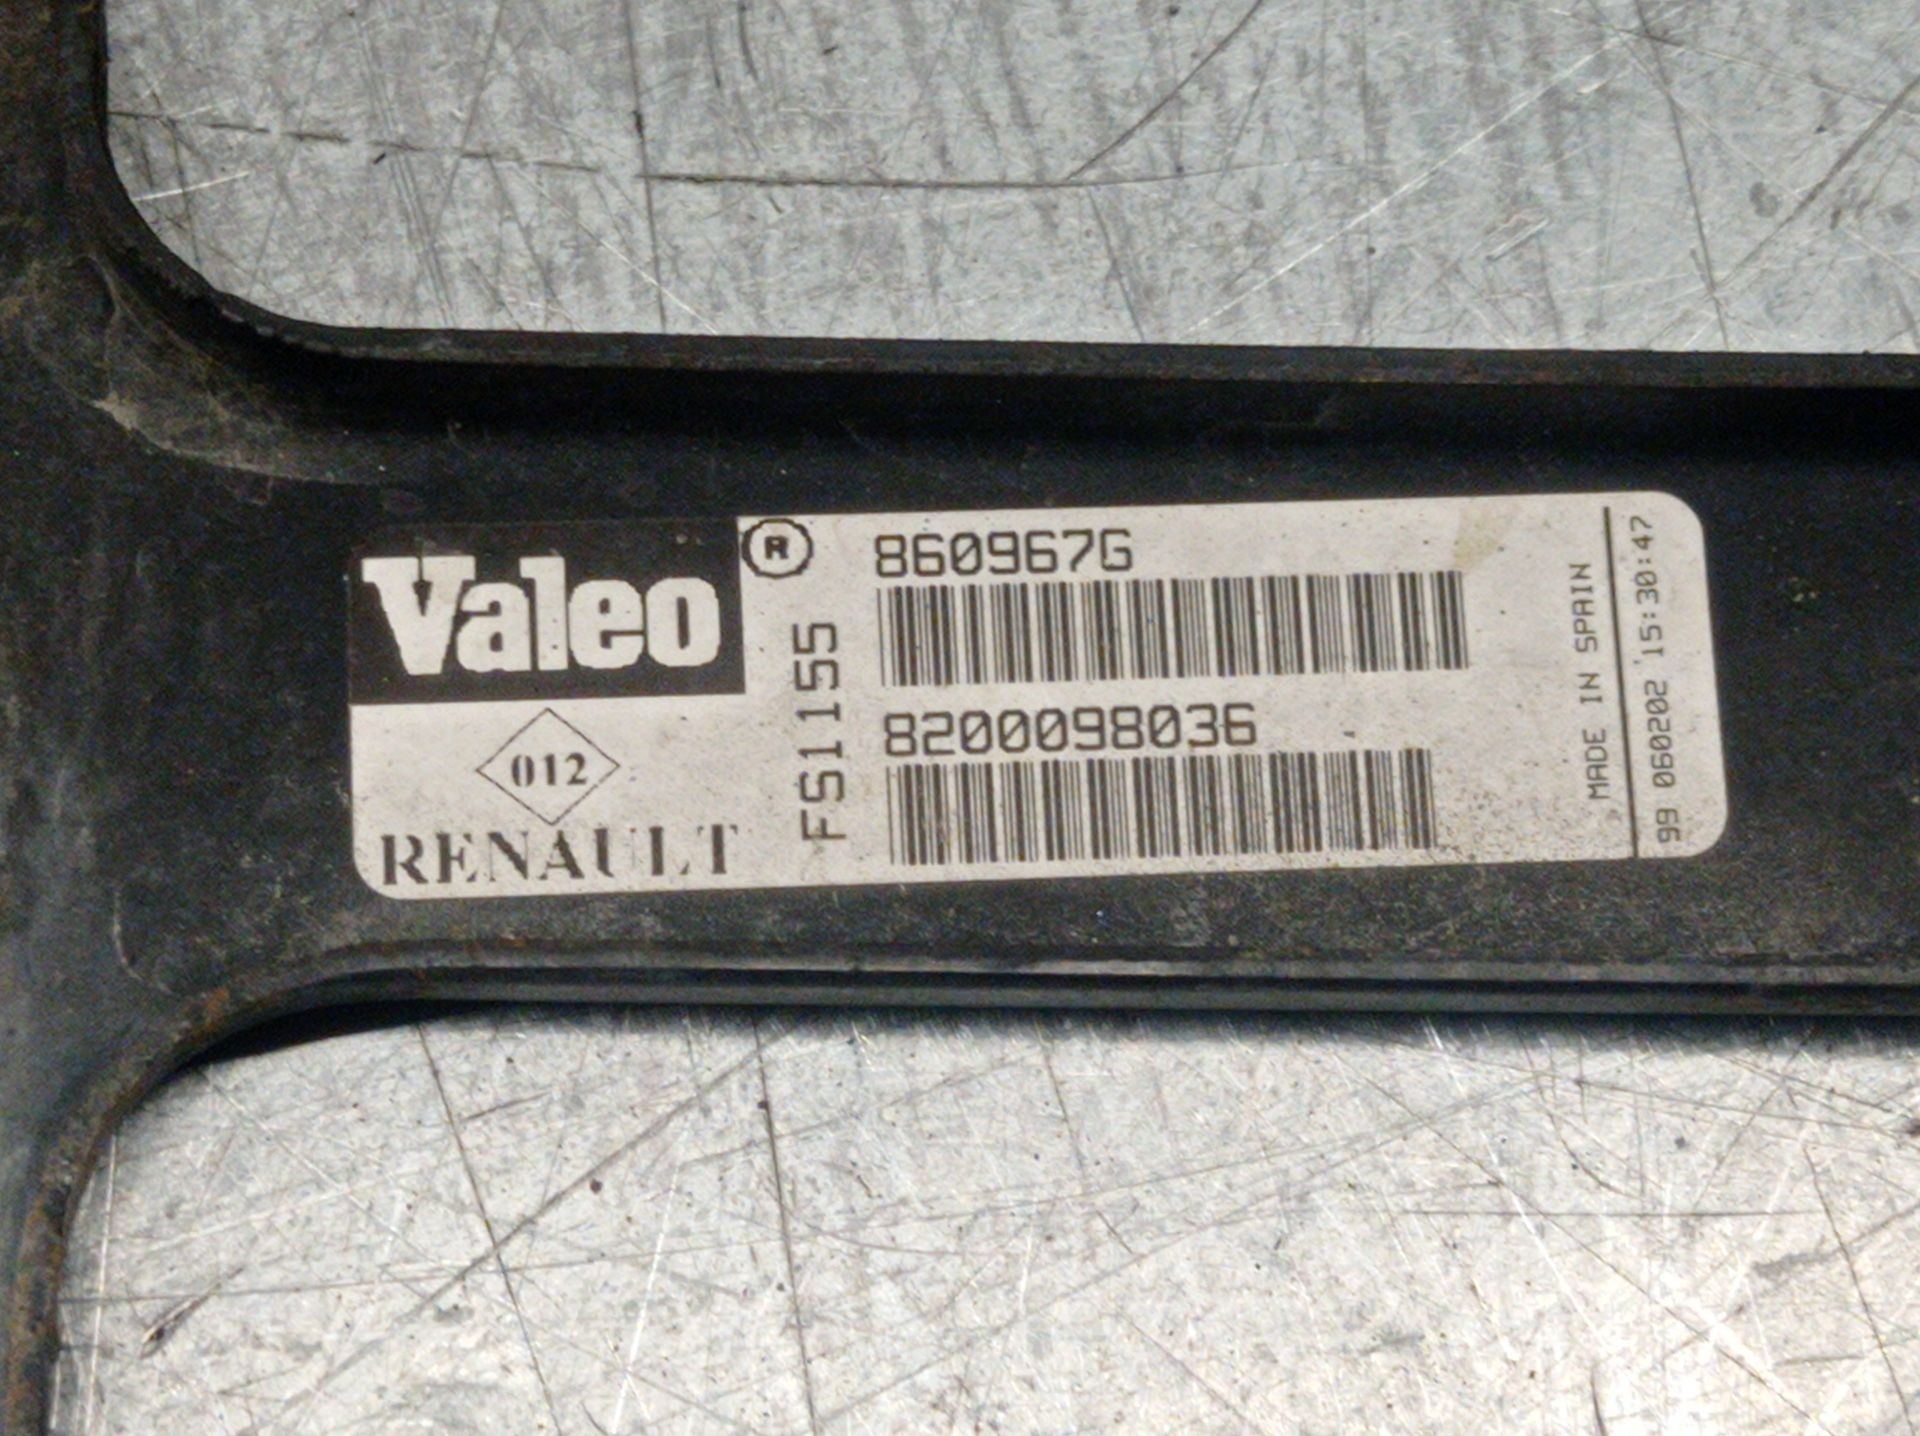 Valeo ®
012
RENAULT
FS1155
860967G
8200098036
MADE IN SPAIN
99 060202 15:30:47